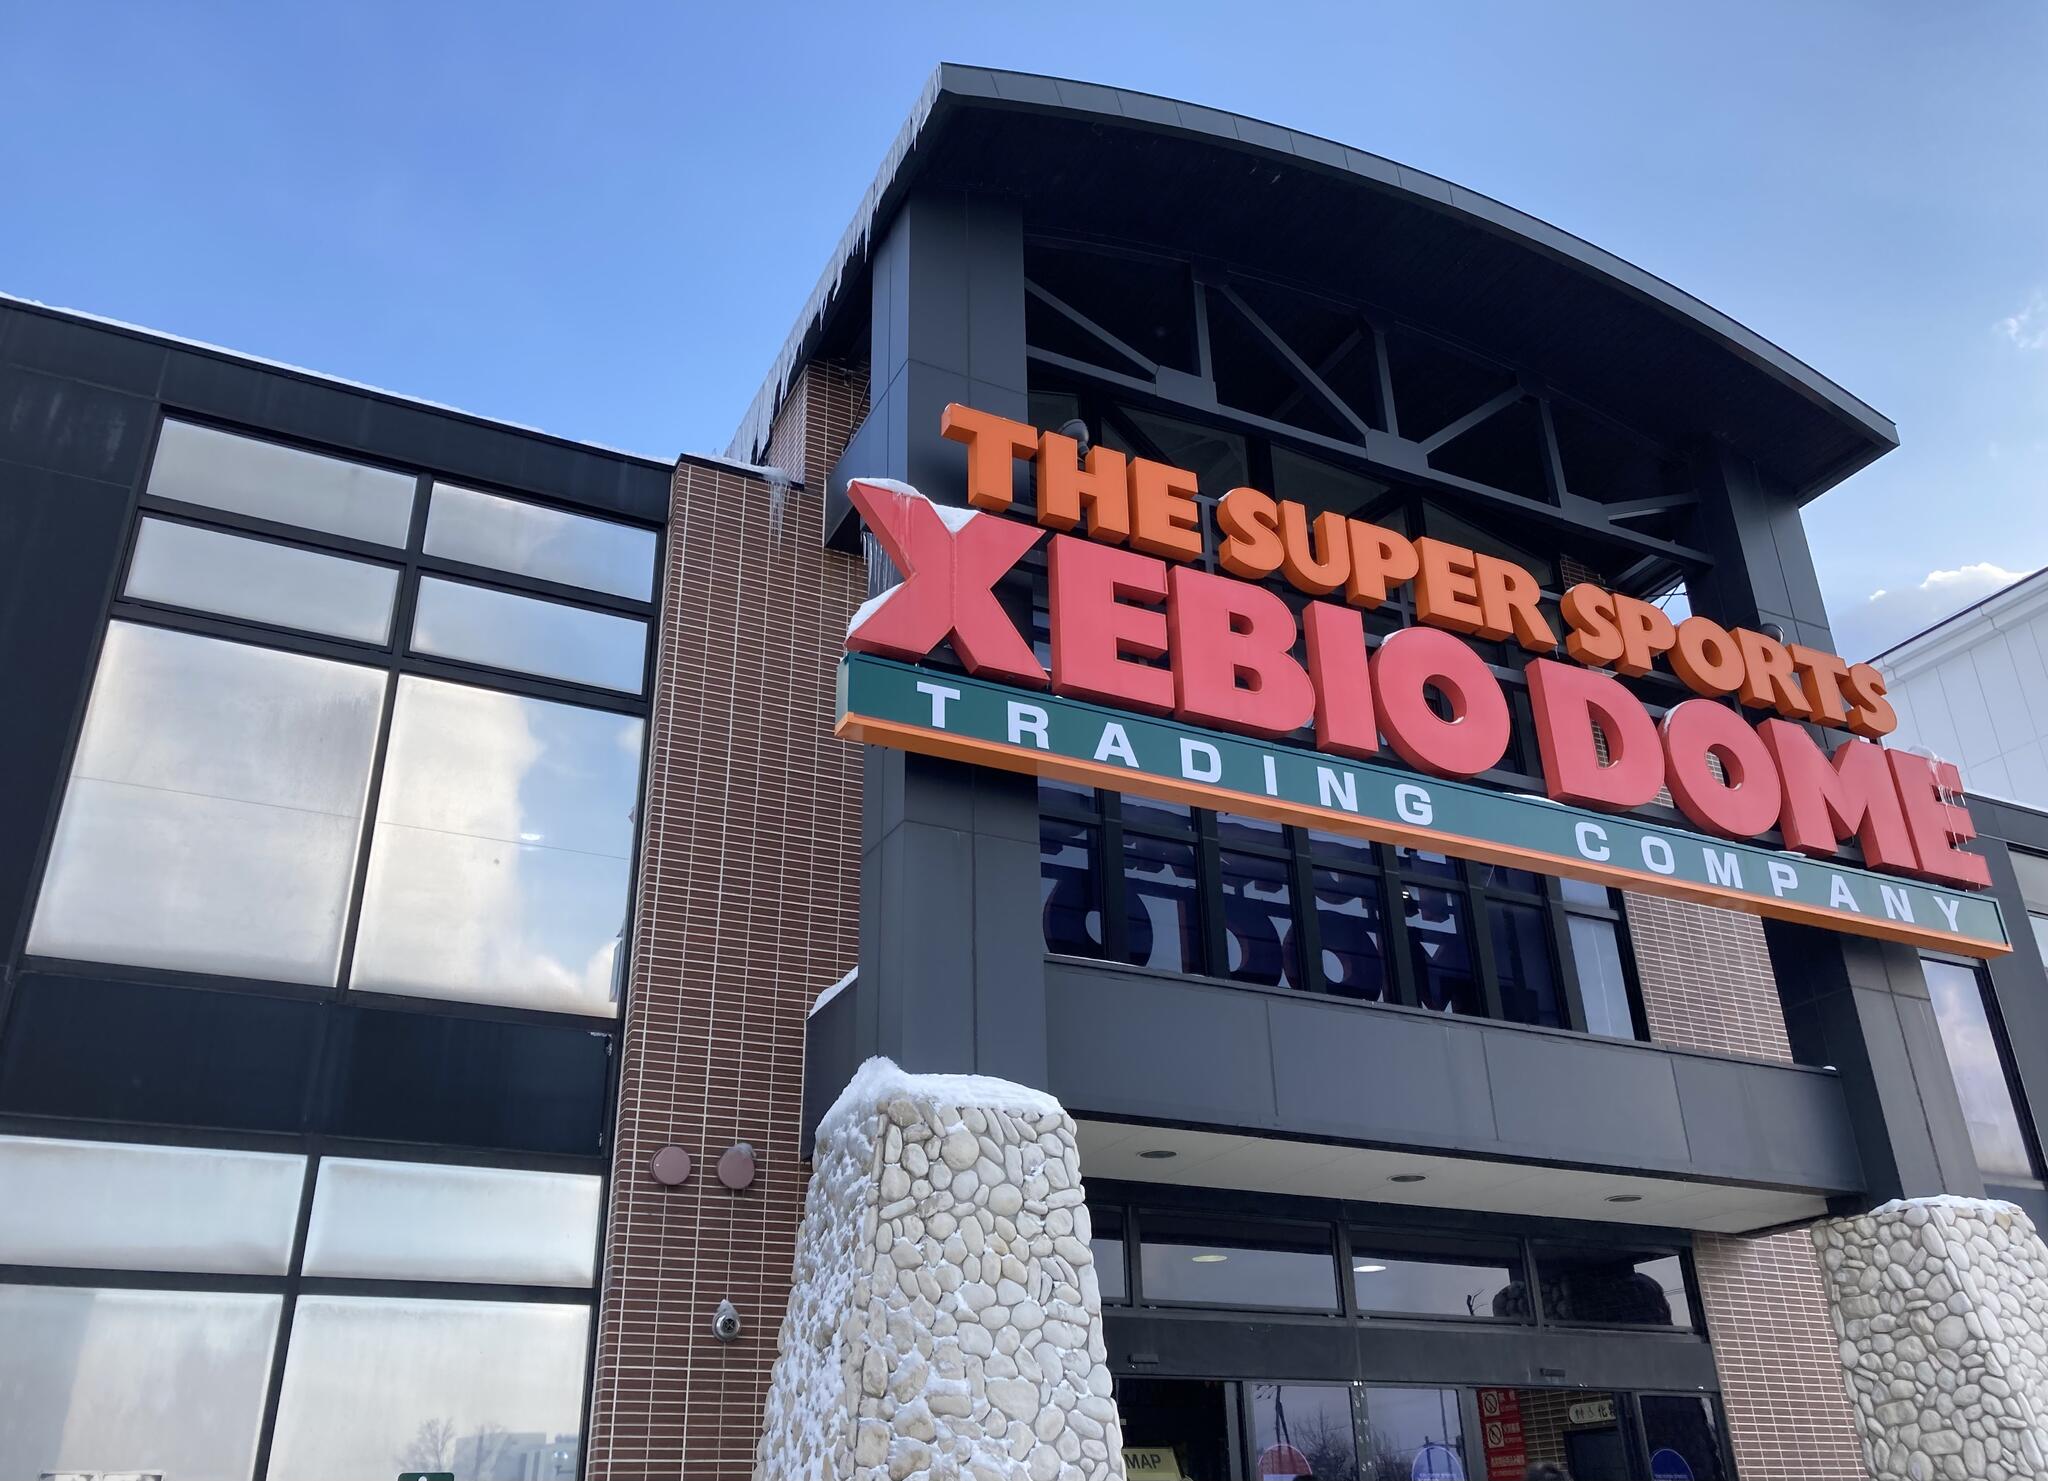 THE SUPER SPORTS
XEBIO DOME
TRADING COMPANY
MAP